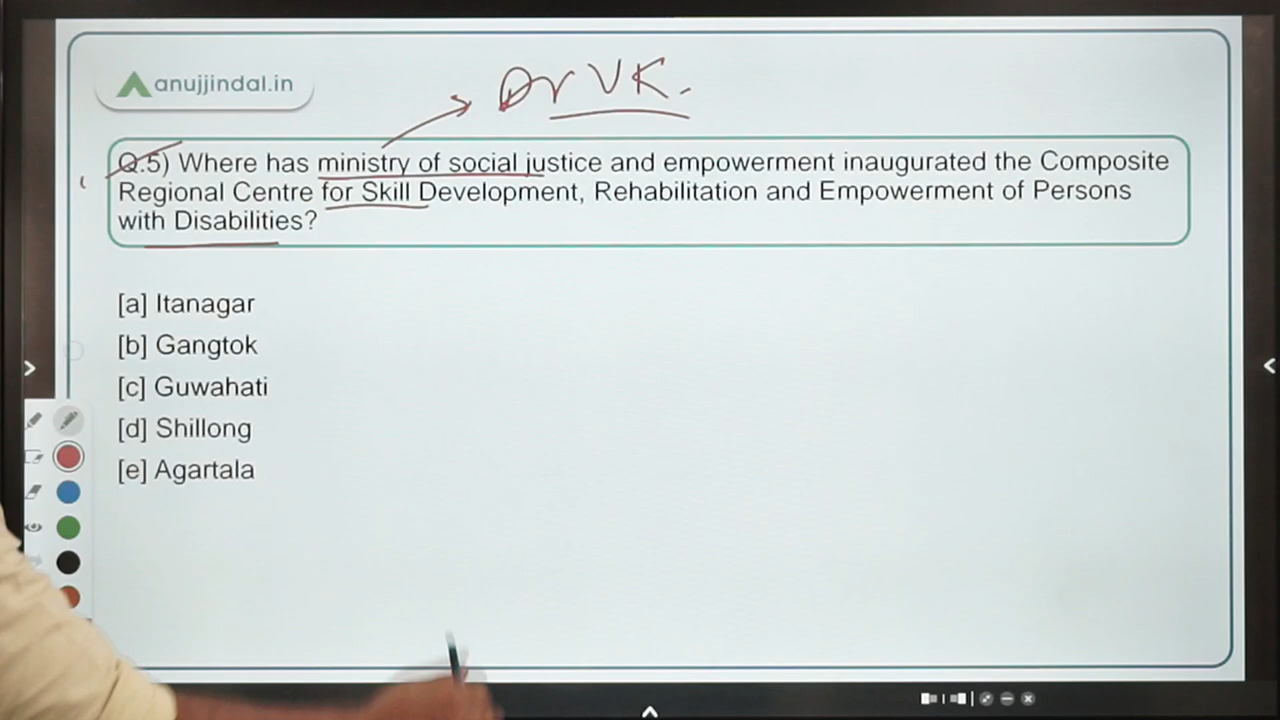 anujjindal.in
Dr VK.
Q.5) Where has ministry of social justice and empowerment inaugurated the Composite
Regional Centre for Skill Development, Rehabilitation and Empowerment of Persons
with Disabilities?
[a] Itanagar
[b] Gangtok
[c] Guwahati
[d] Shillong
[e] Agartala